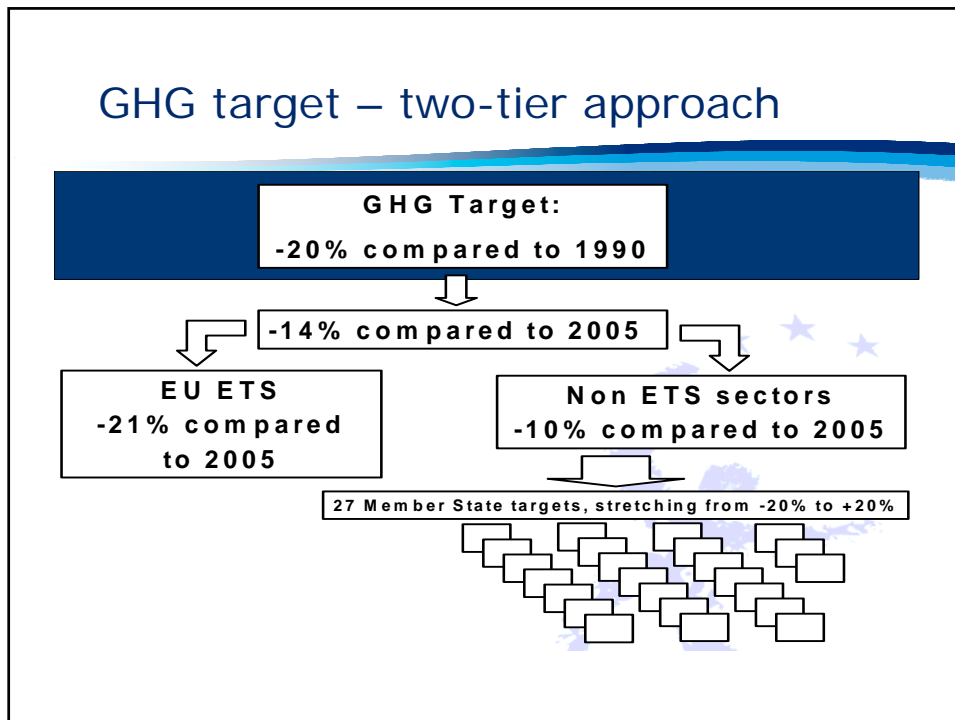 GHG target – two-tier approach
GHG Target:
-20% compared to 1990
-14% compared to 2005
EU ETS
-21% compared
to 2005
Non ETS sectors
-10% compared to 2005
27 Member State targets, stretching from -20% to +20%